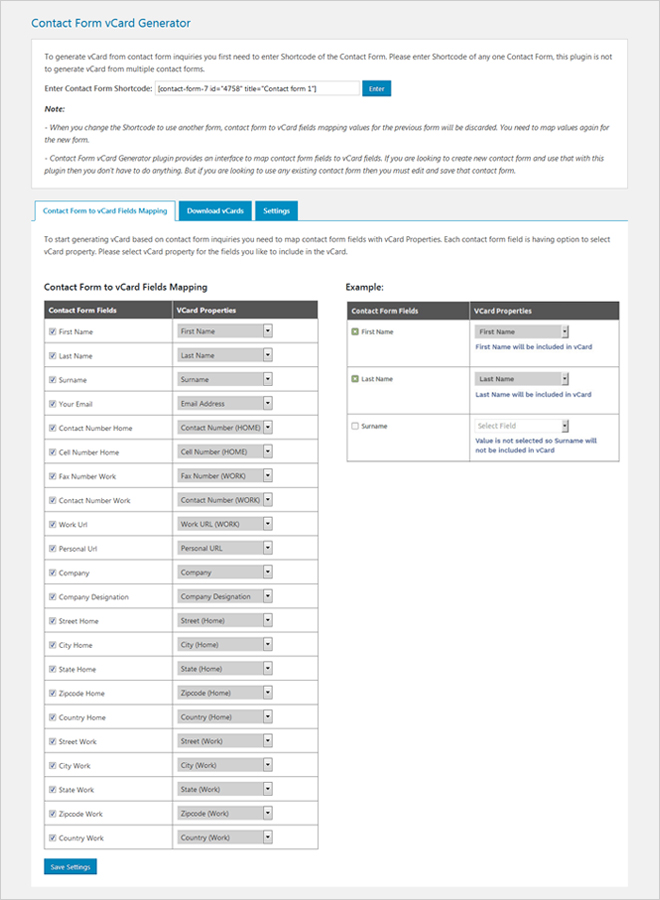 Contact Form vCard Generator
To generate vCard from contact form inquiries you first need to enter Shortcode of the Contact Form. Please enter Shortcode of any one Contact Form, this plugin is not
to generate vCard from multiple contact forms.
Enter Contact Form Shortcode: [contact-form-7 id="4758" title="Contact form 1"] Enter
Note:
- When you change the Shortcode to use another form, contact form to vCard fields mapping values for the previous form will be discarded. You need to map values again for
the new form.
- Contact Form vCard Generator plugin provides an interface to map contact form fields to vCard fields. If you are looking to create new contact form and use that with this
plugin then you don't have to do anything. But if you are looking to use any existing contact form then you must edit and save that contact form.
Contact Form to vCard Fields Mapping Download vCards Settings
To start generating vCard based on contact form inquiries you need to map contact form fields with vCard Properties. Each contact form field is having option to select
vCard property. Please select vCard property for the fields you like to include in the vCard.
Contact Form to vCard Fields Mapping
Contact Form Fields VCard Properties
First Name First Name
Last Name Last Name
Surname Surname
Your Email Email Address
Contact Number Home Contact Number (HOME)
Cell Number Home Cell Number (HOME)
Fax Number Work Fax Number (WORK)
Contact Number Work Contact Number (WORK)
Work Url Work URL (WORK)
Personal Url Personal URL
Company Company
Company Designation Company Designation
Street Home Street (Home)
City Home City (Home)
State Home State (Home)
Zipcode Home Zipcode (Home)
Country Home Country (Home)
Street Work Street (Work)
City Work City (Work)
State Work State (Work)
Zipcode Work Zipcode (Work)
Country Work Country (Work)
Save Settings
Example:
Contact Form Fields VCard Properties
First Name First Name
First Name will be included in vCard
Last Name Last Name
Last Name will be included in vCard
Surname Select Field
Value is not selected so Surname will
not be included in vCard